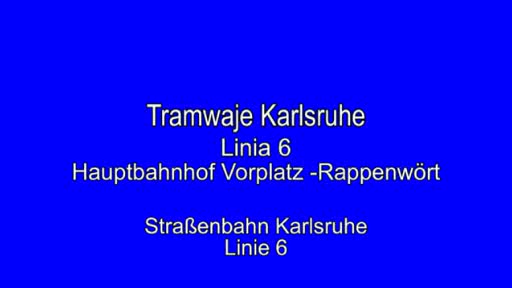 Tramwaje Karlsruhe
Linia 6
Hauptbahnhof Vorplatz -Rappenwört
Straßenbahn Karlsruhe
Linie 6